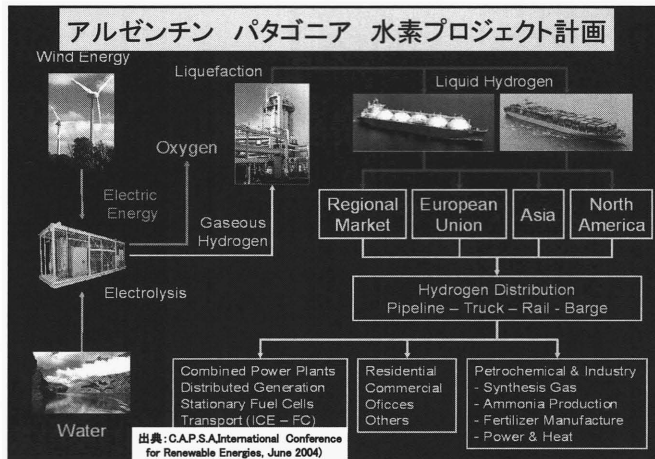 アルゼンチン パタゴニア 水素プロジェクト計画
Wind Energy
Liquefaction
Liquid Hydrogen
Oxygen
Electric
Energy
Gaseous
Hydrogen
Electrolysis
Water
Regional
Market
European
Union
Asia
North
America
Hydrogen Distribution
Pipeline – Truck – Rail - Barge
Combined Power Plants
Distributed Generation
Stationary Fuel Cells
Transport (ICE – FC)
Residential
Commercial
Oficces
Others
Petrochemical & Industry
- Synthesis Gas
- Ammonia Production
- Fertilizer Manufacture
- Power & Heat
出典:C.A.P.S.A,International Conference
for Renewable Energies, June 2004)